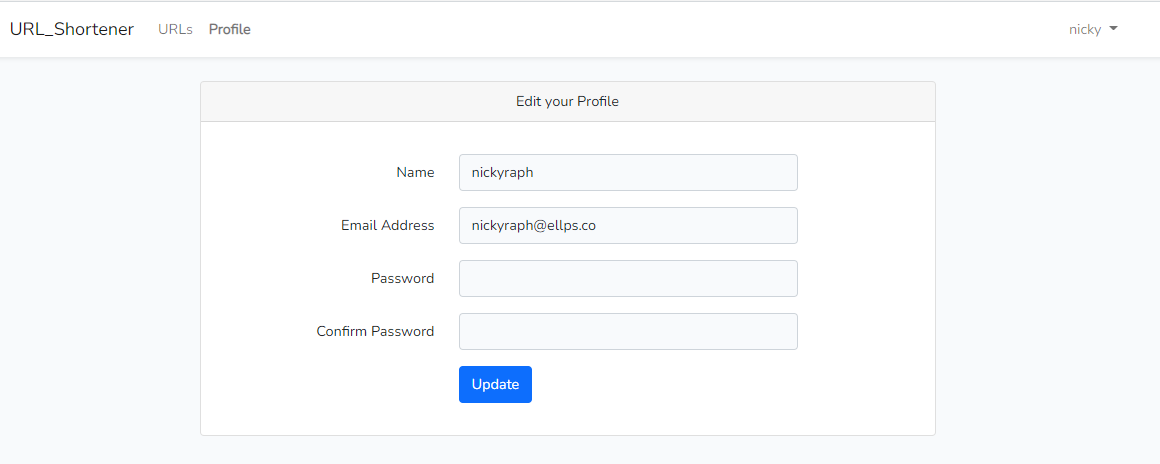 URL_Shortener URLs Profile nicky
Edit your Profile
Name nickyraph
Email Address nickyraph@ellps.co
Password
Confirm Password
Update